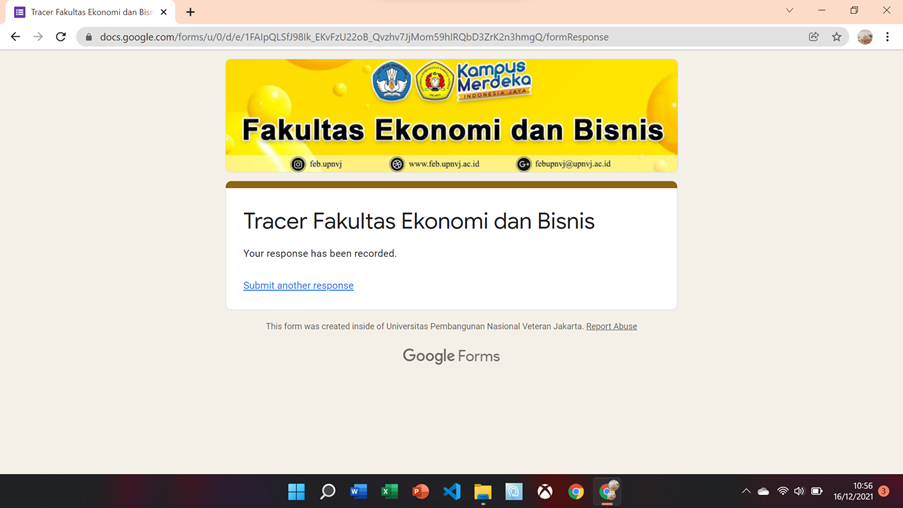 Tracer Fakultas Ekonomi dan Bisn
docs.google.com/forms/u/0/d/e/1FAIpQLSfJ98Ik_EKvFzU22oB_Qvzhv7JjMom59hIRQbD3ZrK2n3hmgQ/formResponse
Kampus
Merdeka
INDONESIA JAYA
Fakultas Ekonomi dan Bisnis
feb.upnvj www.feb.upnvj.ac.id febupnvj@upnvj.ac.id
Tracer Fakultas Ekonomi dan Bisnis
Your response has been recorded.
Submit another response
This form was created inside of Universitas Pembangunan Nasional Veteran Jakarta. Report Abuse
Google Forms
10:56
16/12/2021 3